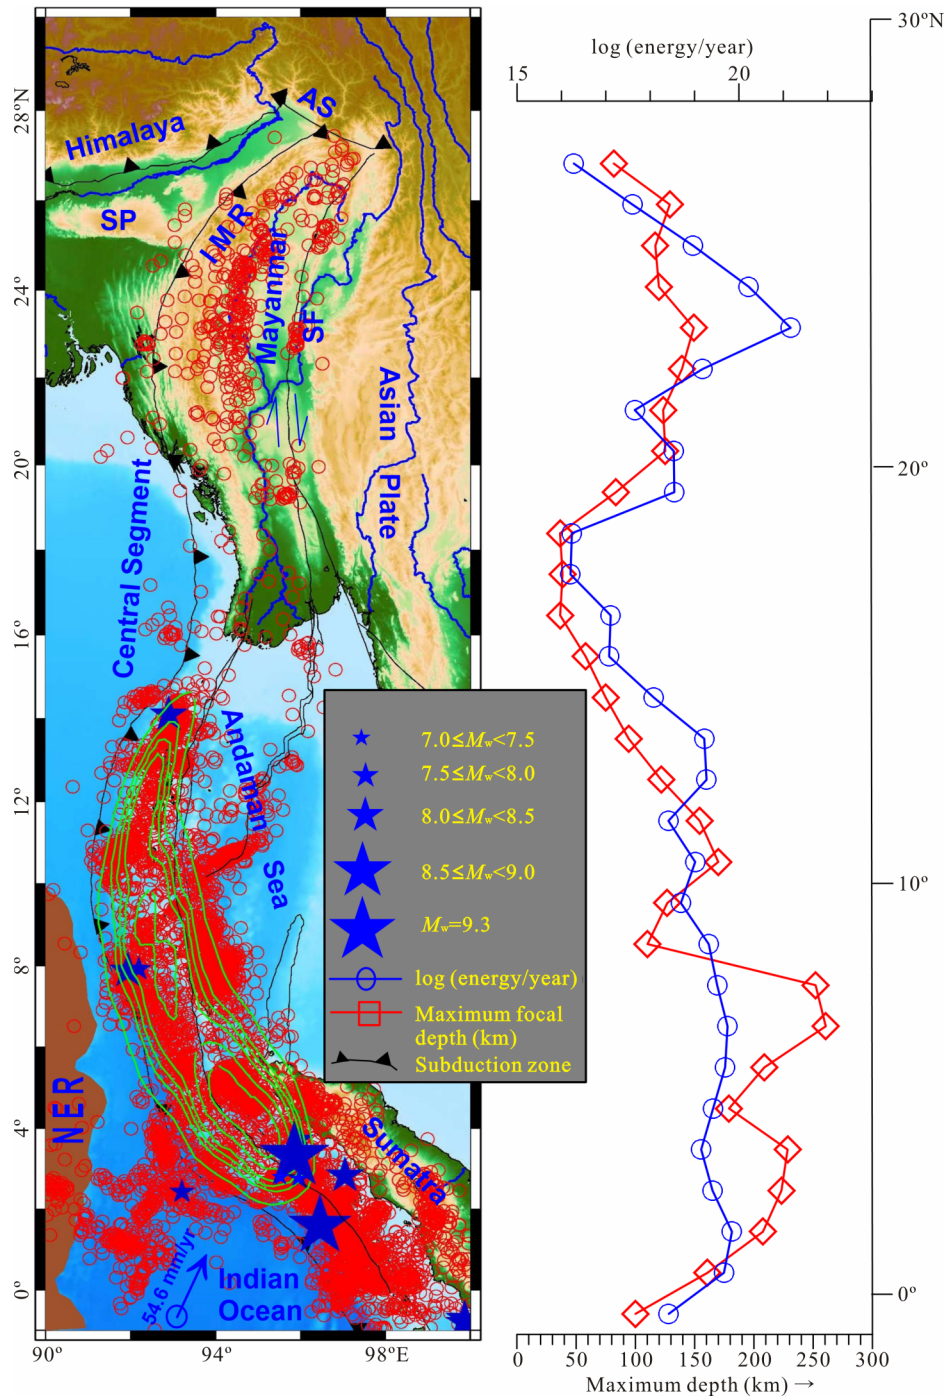 30°N
log (energy/year)
15
20
28°N
AS
Himalaya
SP
IMR
Mayanmar
SF
24°
Asian
Plate
20°
20°
Central Segment
16°
Andaman
Sea
7.0≤Mw<7.5
7.5≤Mw<8.0
8.0≤Mw<8.5
8.5≤Mw<9.0
Mw=9.3
log (energy/year)
Maximum focal
depth (km)
Subduction zone
12°
10°
8°
NER
4°
Sumatra
54.6 mm/yr
Indian
Ocean
0°
0°
90°
94°
98°E
0
50
100
150
200
250
300
Maximum depth (km) →